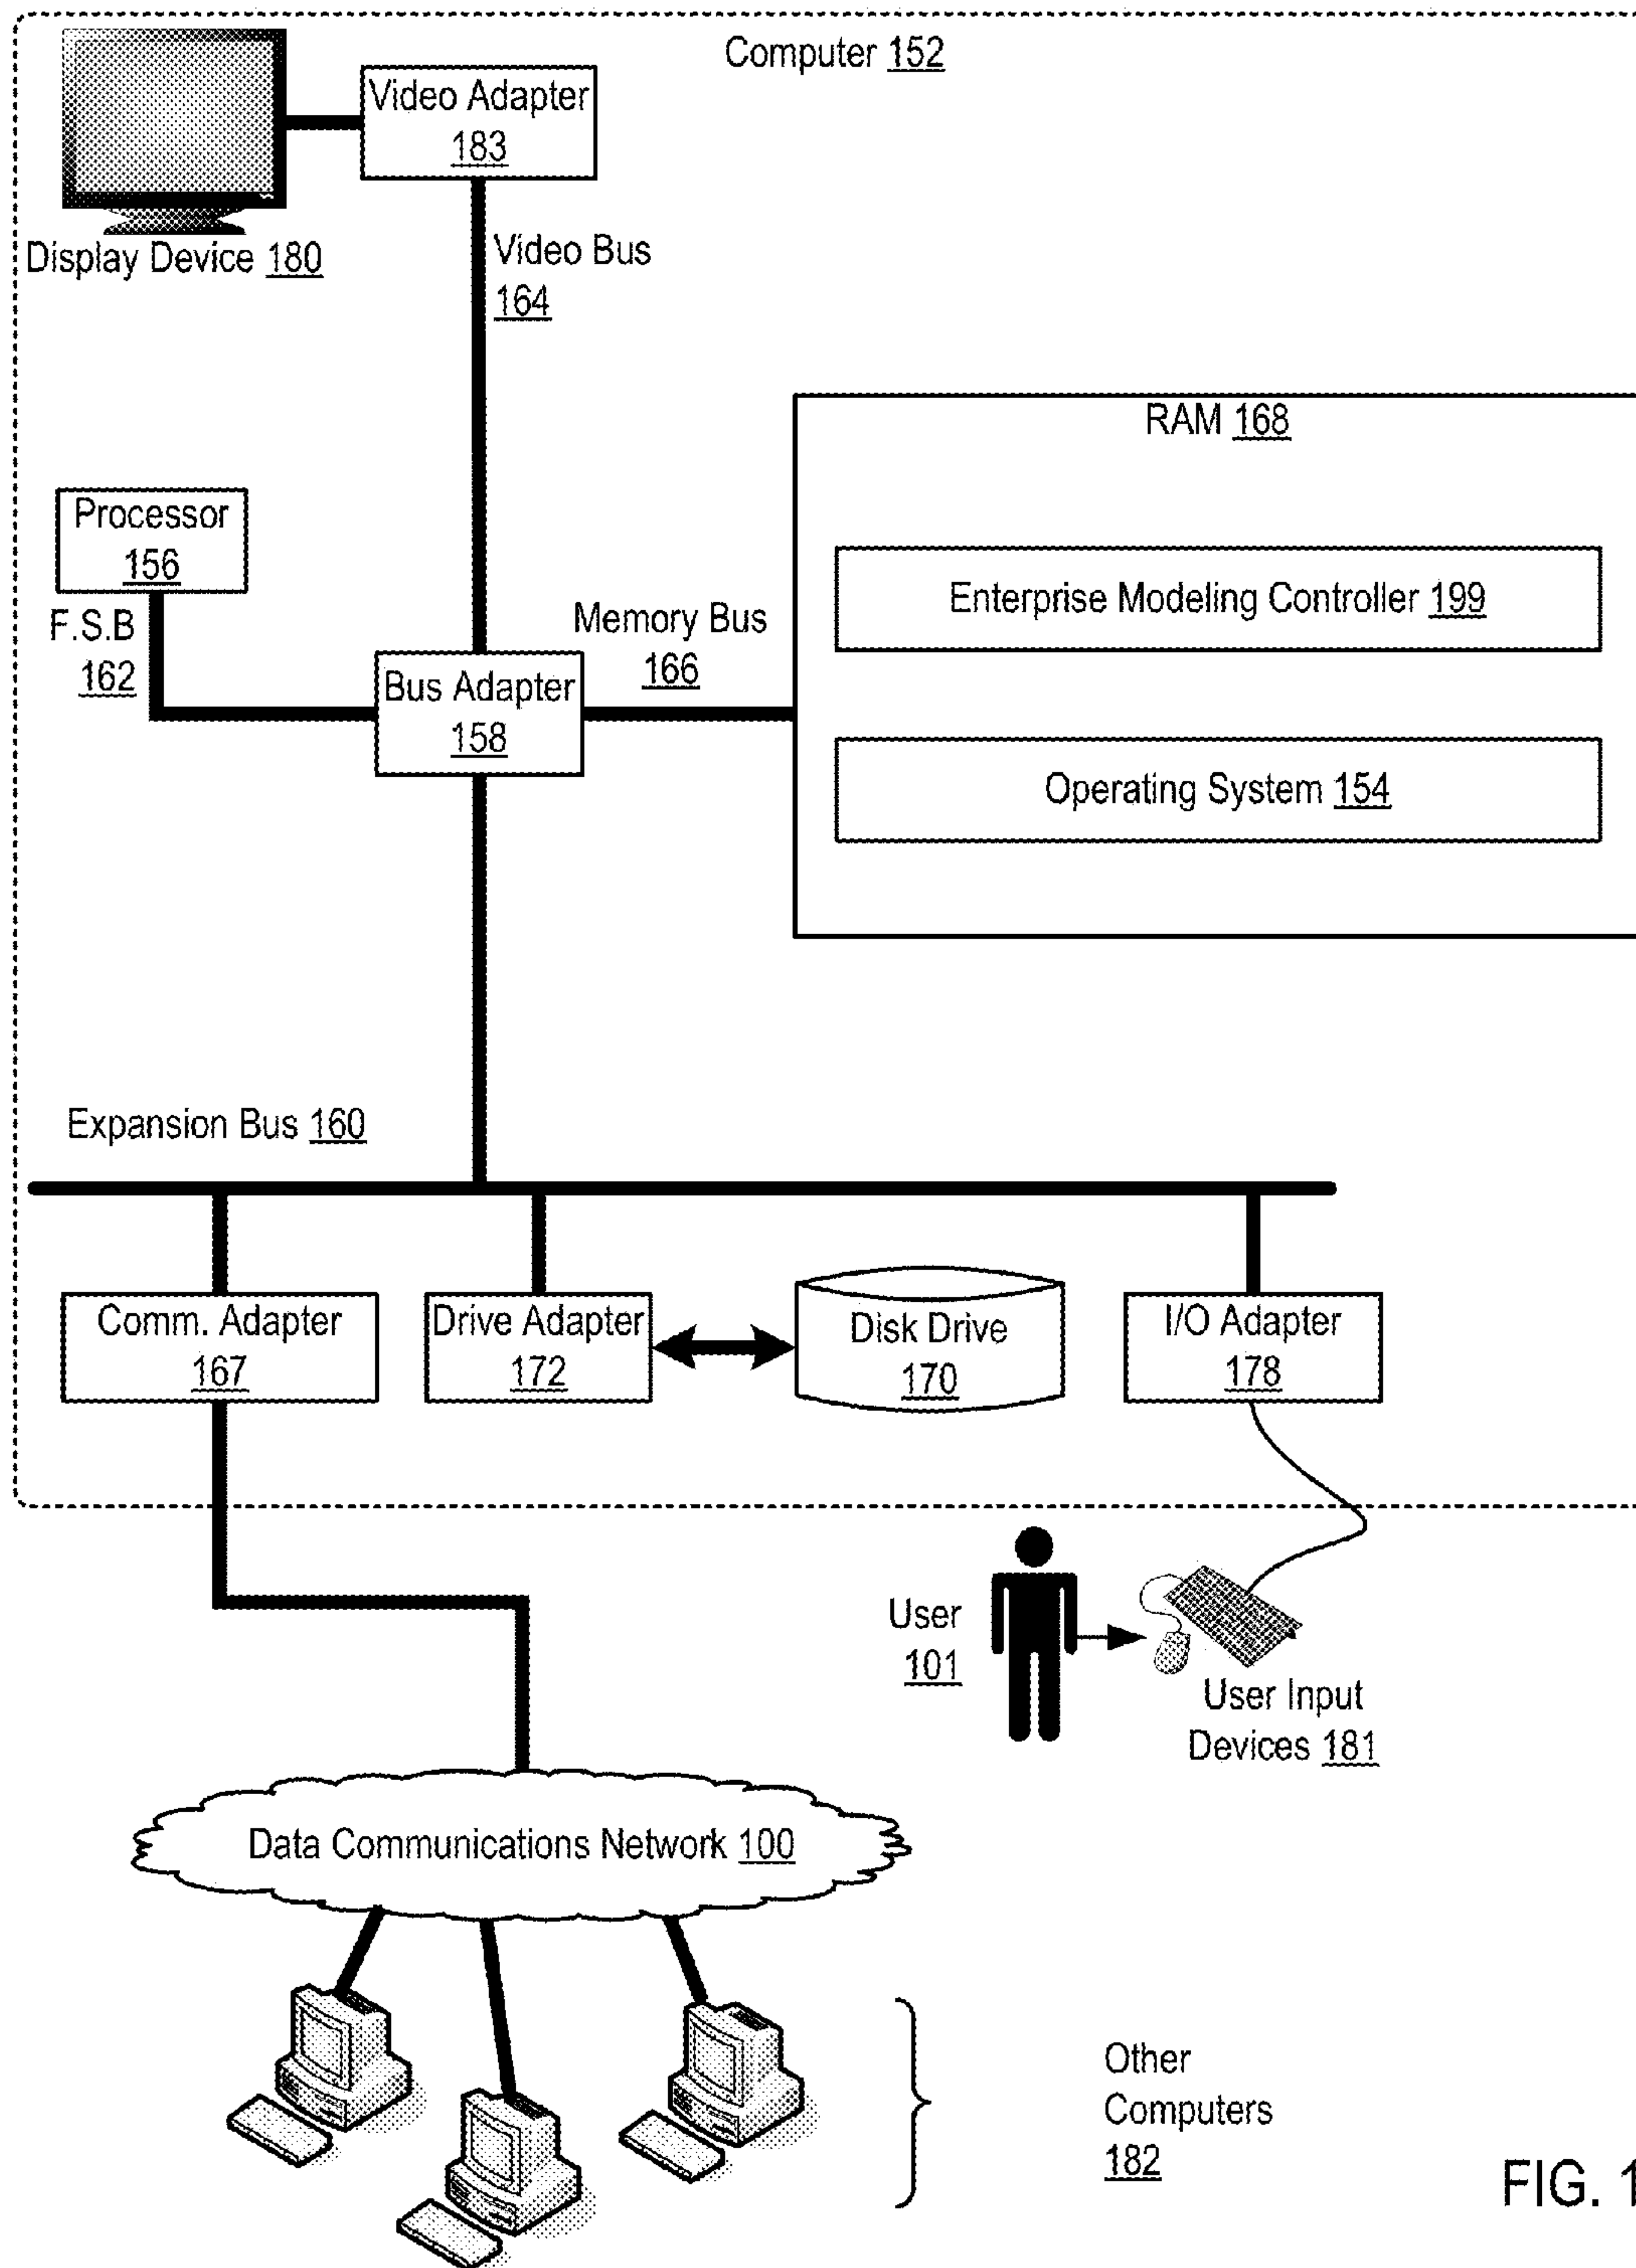 Computer 152
Video Adapter
183
Display Device 180
Video Bus
164
RAM 168
Processor
156
Enterprise Modeling Controller 199
F.S.B
162
Memory Bus
166
Bus Adapter
158
Operating System 154
Expansion Bus 160
Comm. Adapter
167
Drive Adapter
172
Disk Drive
170
I/O Adapter
178
User
101
User Input
Devices 181
Data Communications Network 100
Other
Computers
182
FIG. 1